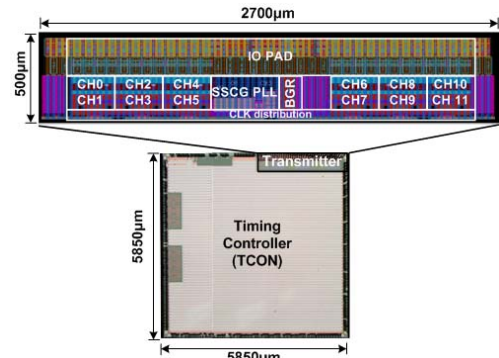 2700μm
500μm
IO PAD
CH0 CH2 CH4 SSCG PLL BGR CH6 CH8 CH10
CH1 CH3 CH5 CH7 CH9 CH 11
CLK distribution
Transmitter
5850μm
Timing
Controller
(TCON)
5850μm